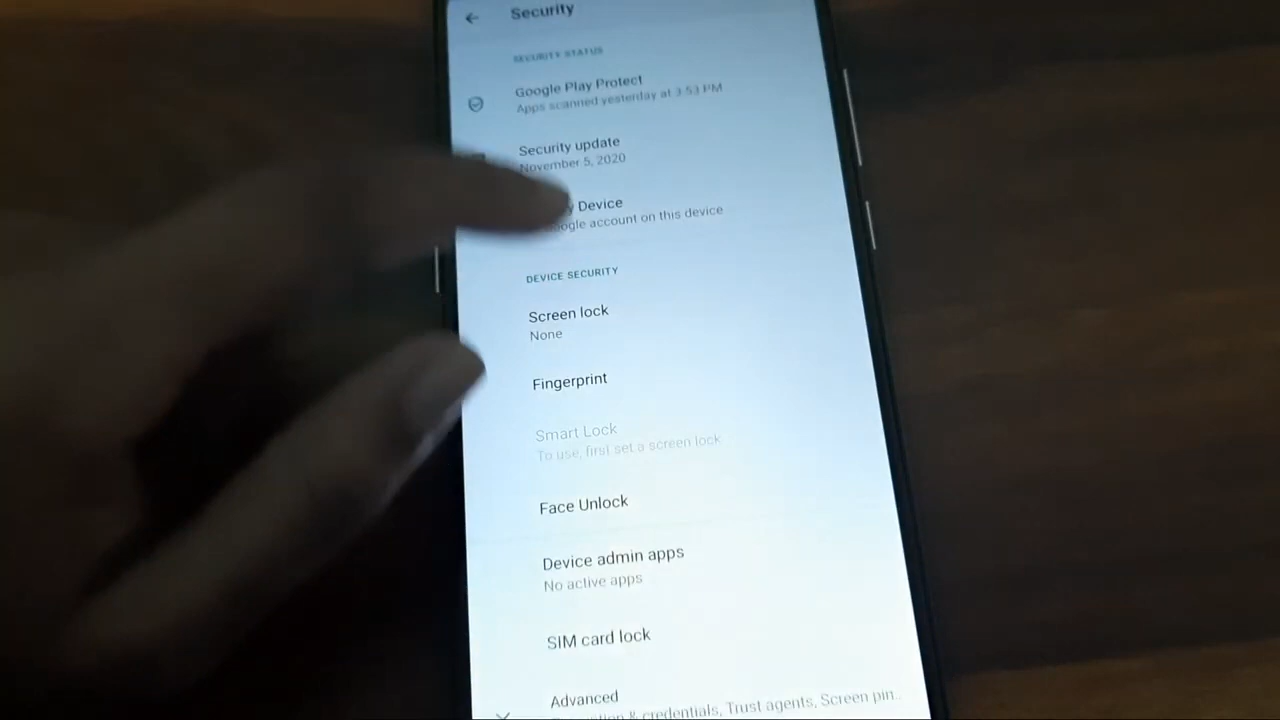 Security
SECURITY STATUS
Google Play Protect
Apps scanned yesterday at 3:53 PM
Security update
November 5, 2020
Device
account on this device
DEVICE SECURITY
Screen lock
None
Fingerprint
Smart Lock
To use, first set a screen lock
Face Unlock
Device admin apps
No active apps
SIM card lock
Advanced
& credentials, Trust agents, Screen pin..